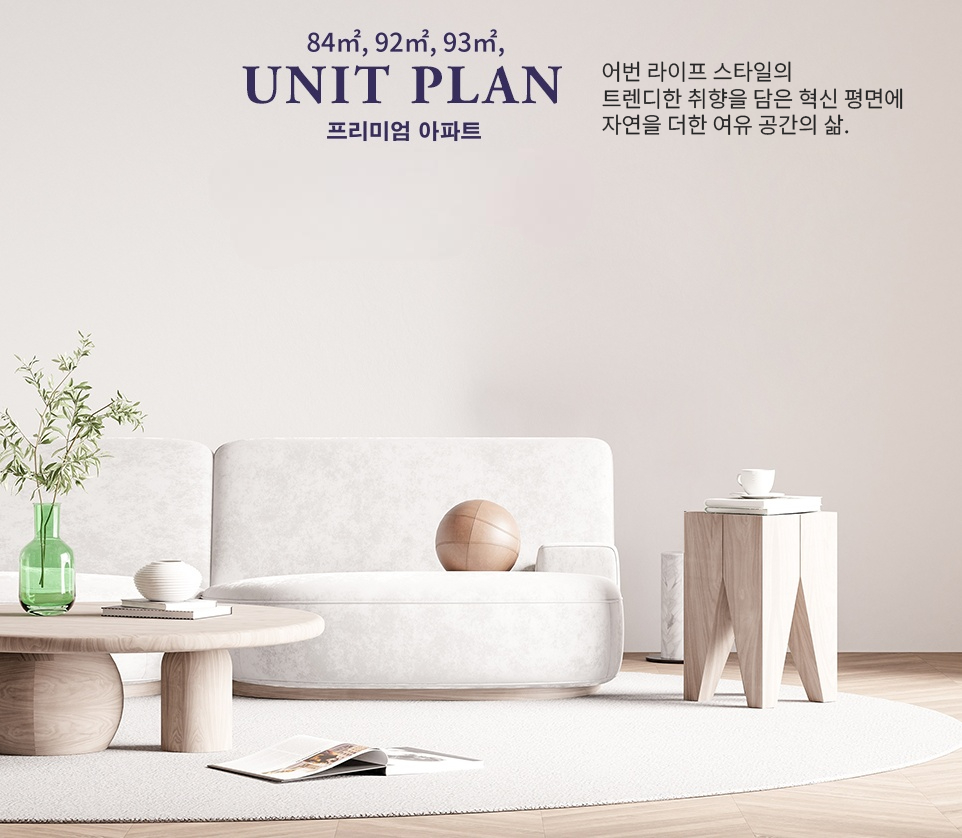 84㎡, 92㎡, 93㎡,
UNIT PLAN
프리미엄 아파트
어번 라이프 스타일의
트렌디한 취향을 담은 혁신 평면에
자연을 더한 여유 공간의 삶.